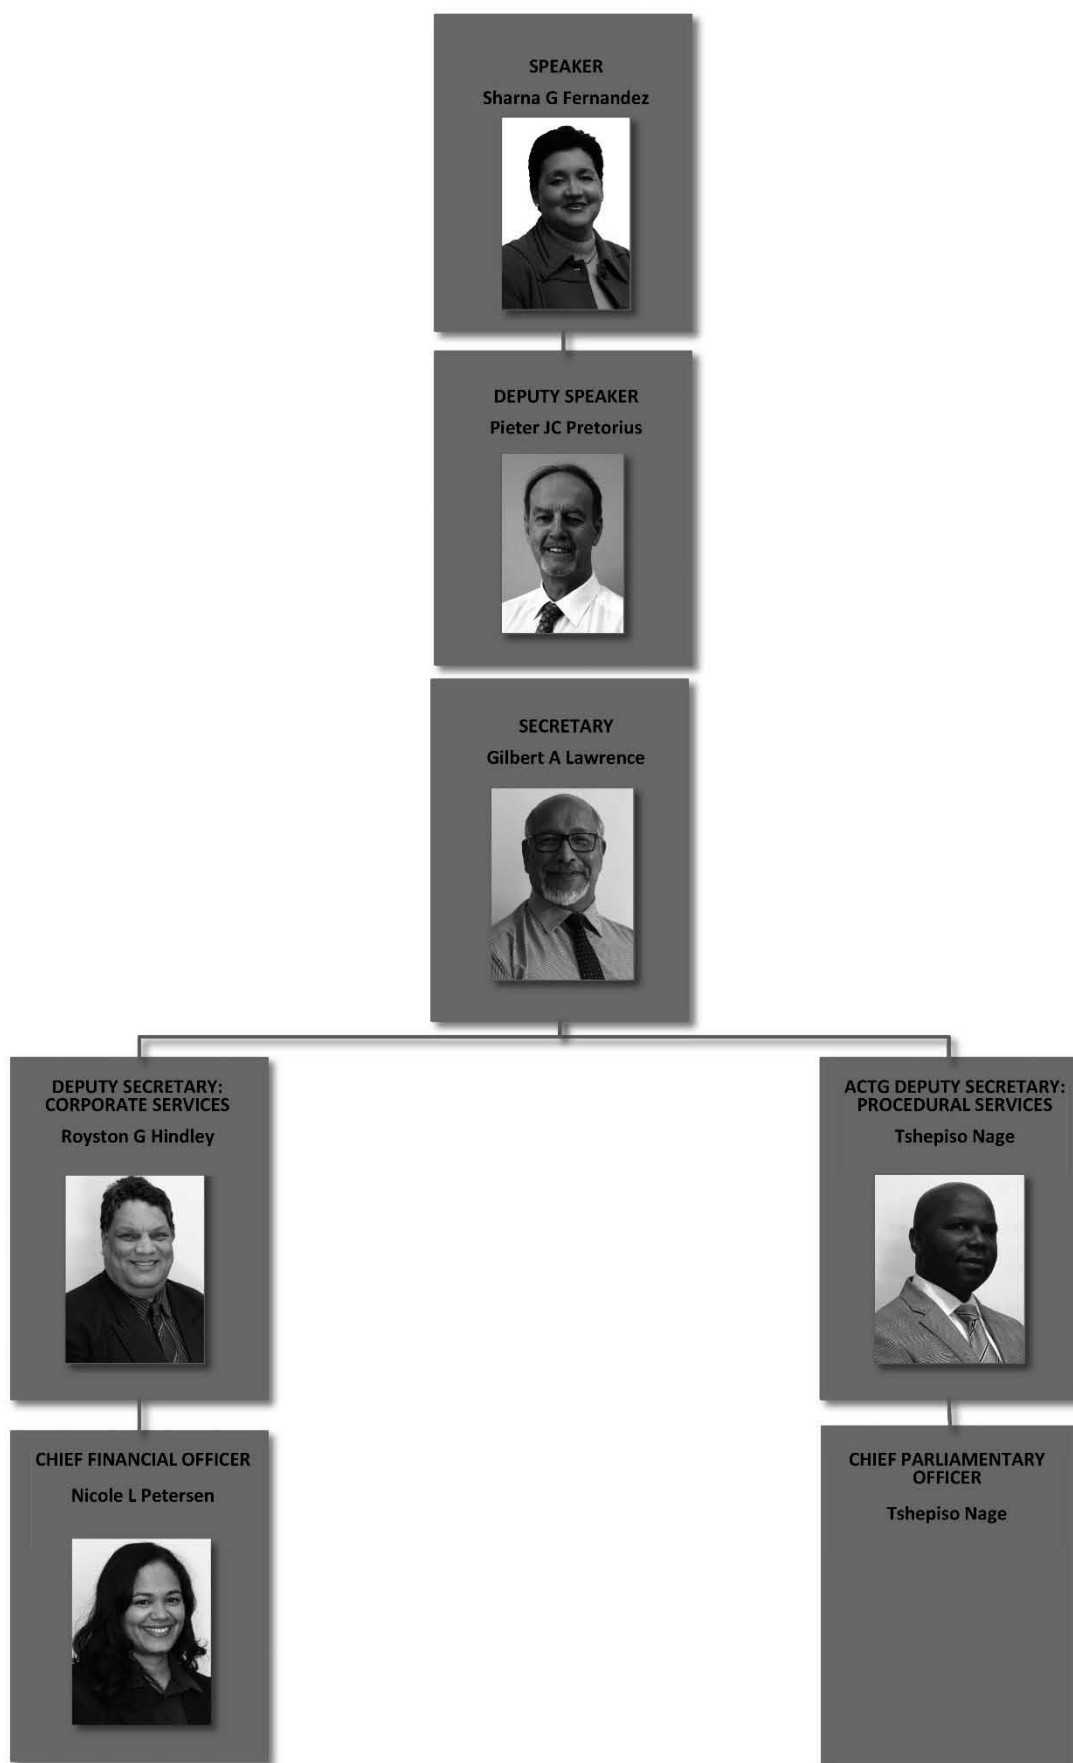 SPEAKER
Sharna G Fernandez
DEPUTY SPEAKER
Pieter JC Pretorius
SECRETARY
Gilbert A Lawrence
DEPUTY SECRETARY:
CORPORATE SERVICES
Royston G Hindley
ACTG DEPUTY SECRETARY:
PROCEDURAL SERVICES
Tshepiso Nage
CHIEF FINANCIAL OFFICER
Nicole L Petersen
CHIEF PARLIAMENTARY
OFFICER
Tshepiso Nage